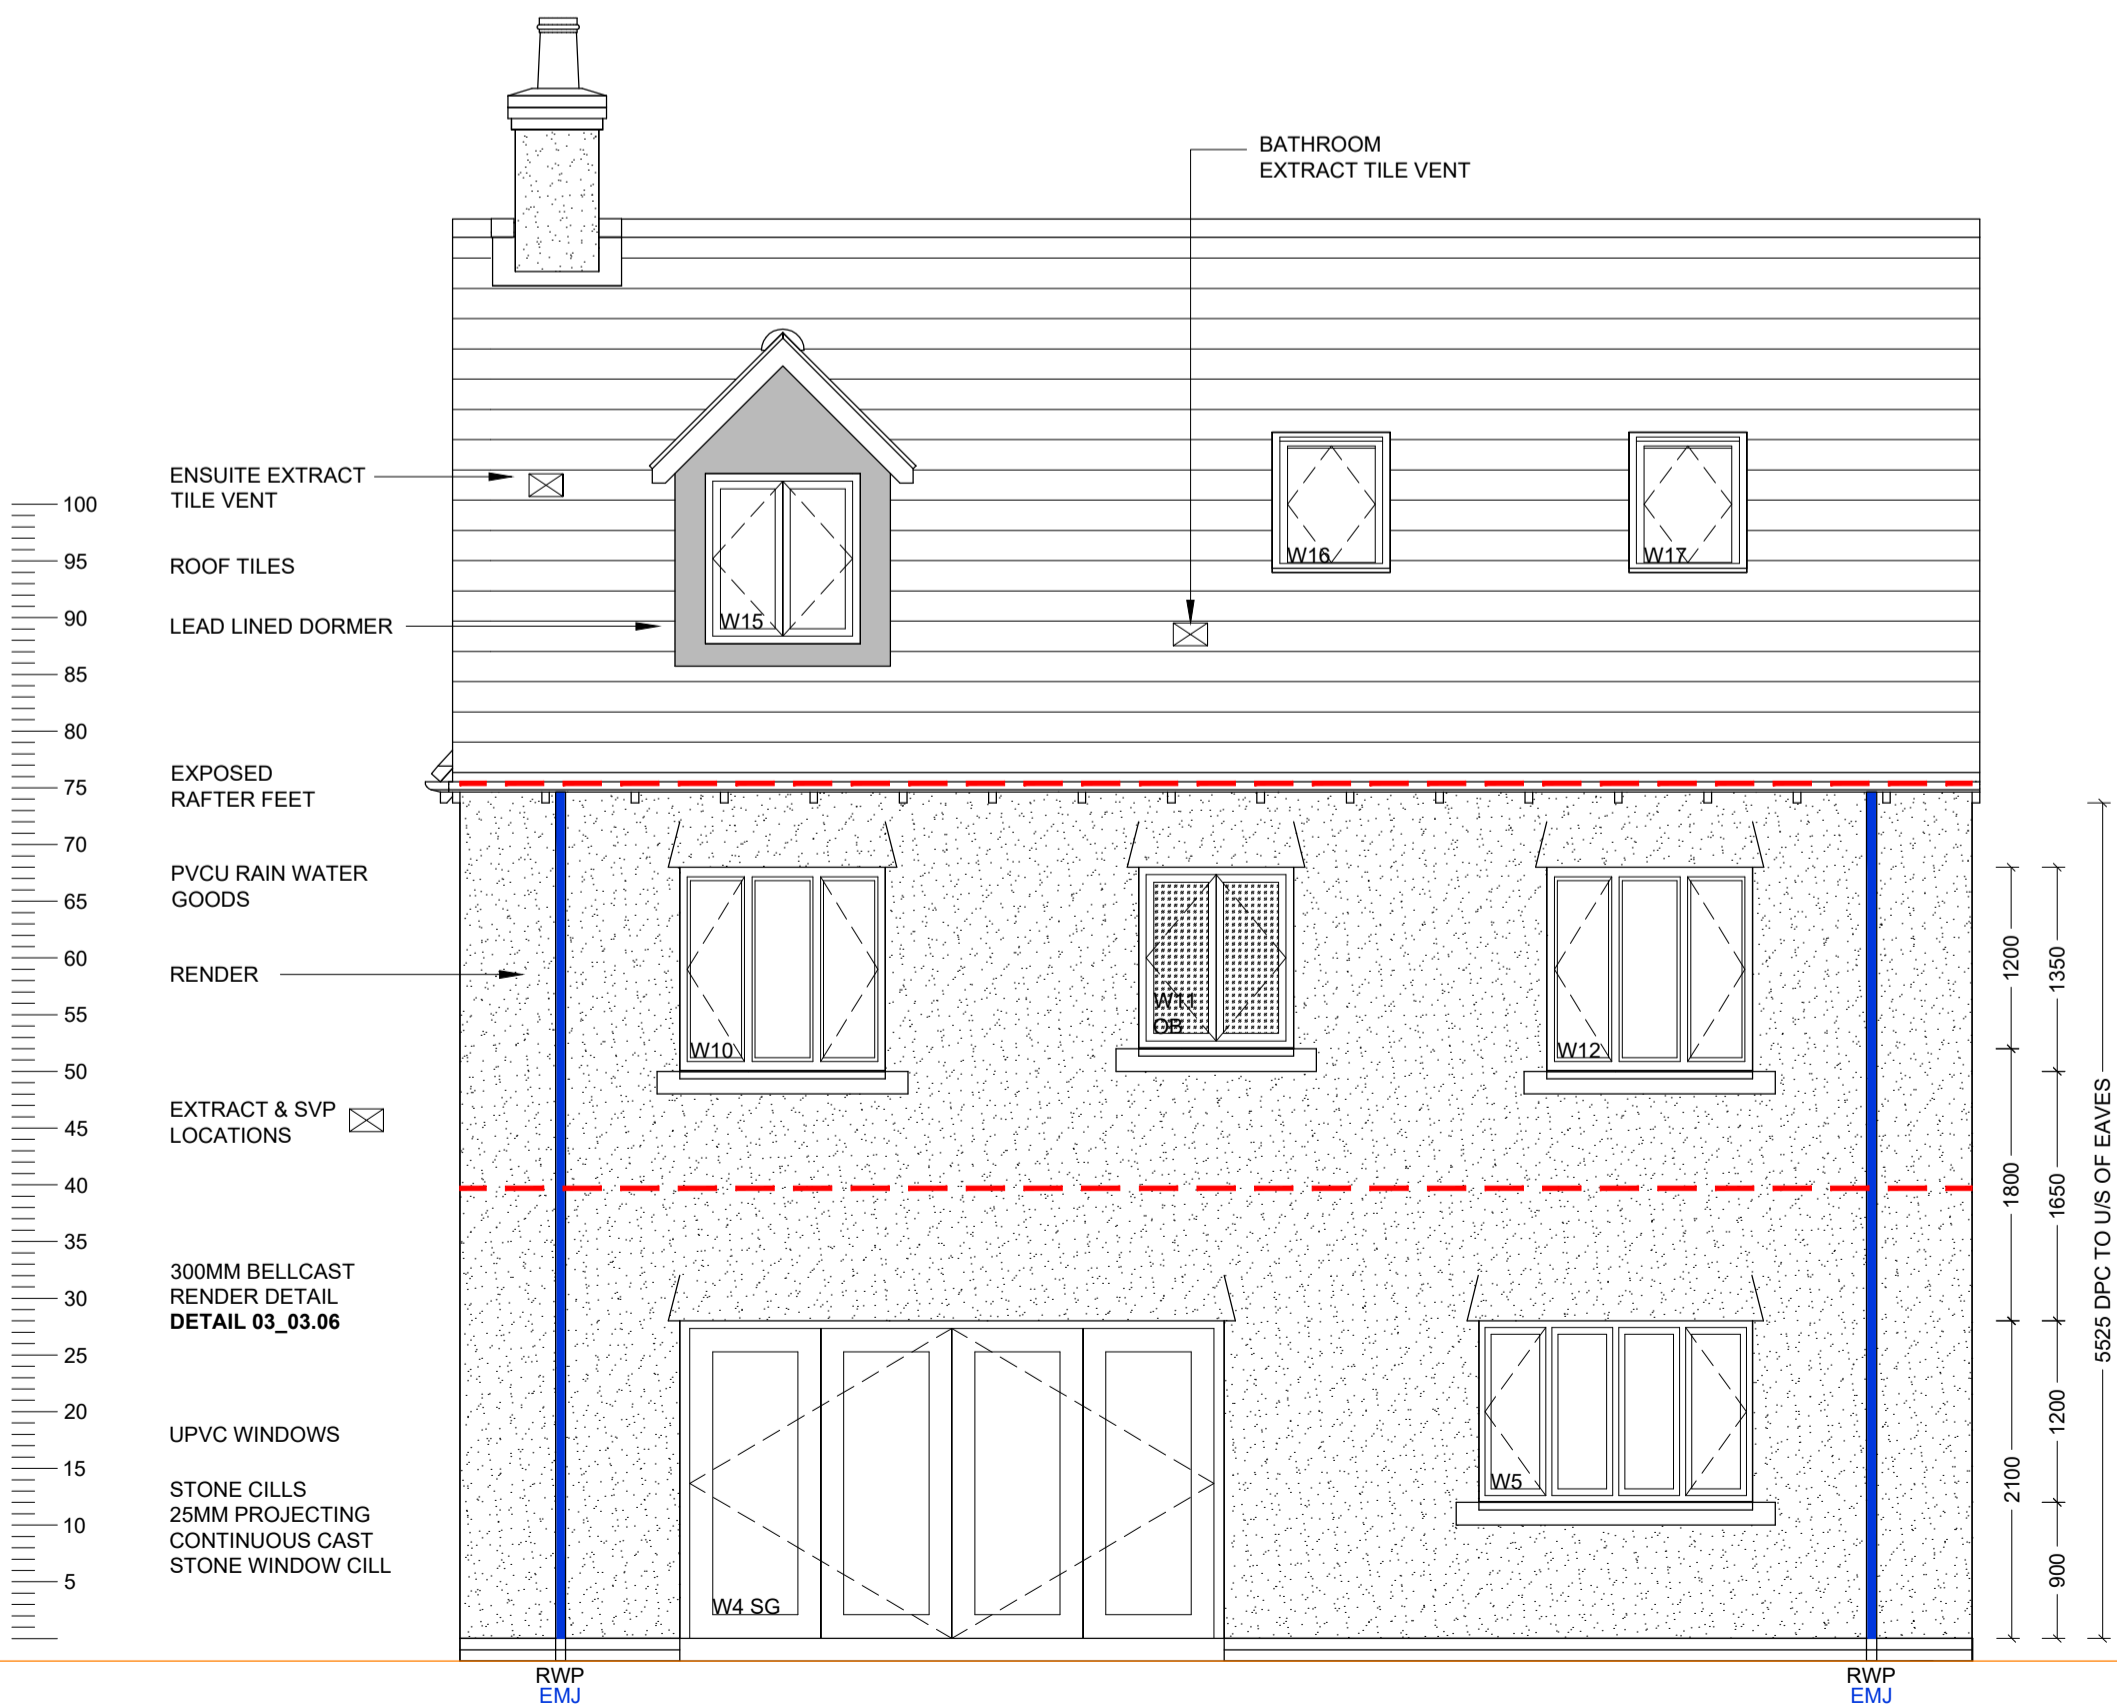 BATHROOM
EXTRACT TILE VENT
ENSUITE EXTRACT
TILE VENT
ROOF TILES
LEAD LINED DORMER
EXPOSED
RAFTER FEET
PVCU RAIN WATER
GOODS
RENDER
EXTRACT & SVP
LOCATIONS
300MM BELLCAST
RENDER DETAIL
DETAIL 03_03.06
UPVC WINDOWS
STONE CILLS
25MM PROJECTING
CONTINUOUS CAST
STONE WINDOW CILL
100
95
90
85
80
75
70
65
60
55
50
45
40
35
30
25
20
15
10
5
W15
W16
W17
W10
W11
OB
W12
W4 SG
W5
1200
1800
2100
1350
1650
1200
900
5525 DPC TO U/S OF EAVES
RWP
EMJ
RWP
EMJ